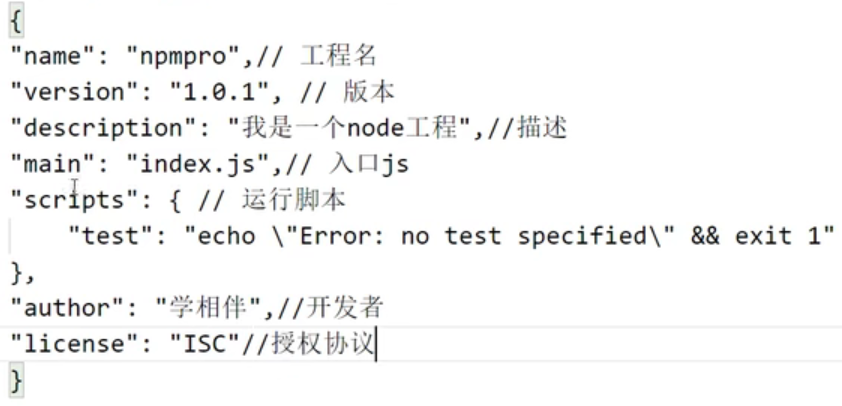 {
"name": "npmpro",// 工程名
"version": "1.0.1", // 版本
"description": "我是一个node工程",//描述
"main": "index.js",// 入口js
"scripts": { // 运行脚本
    "test": "echo \"Error: no test specified\" && exit 1"
},
"author": "学相伴",//开发者
"license": "ISC"//授权协议
}